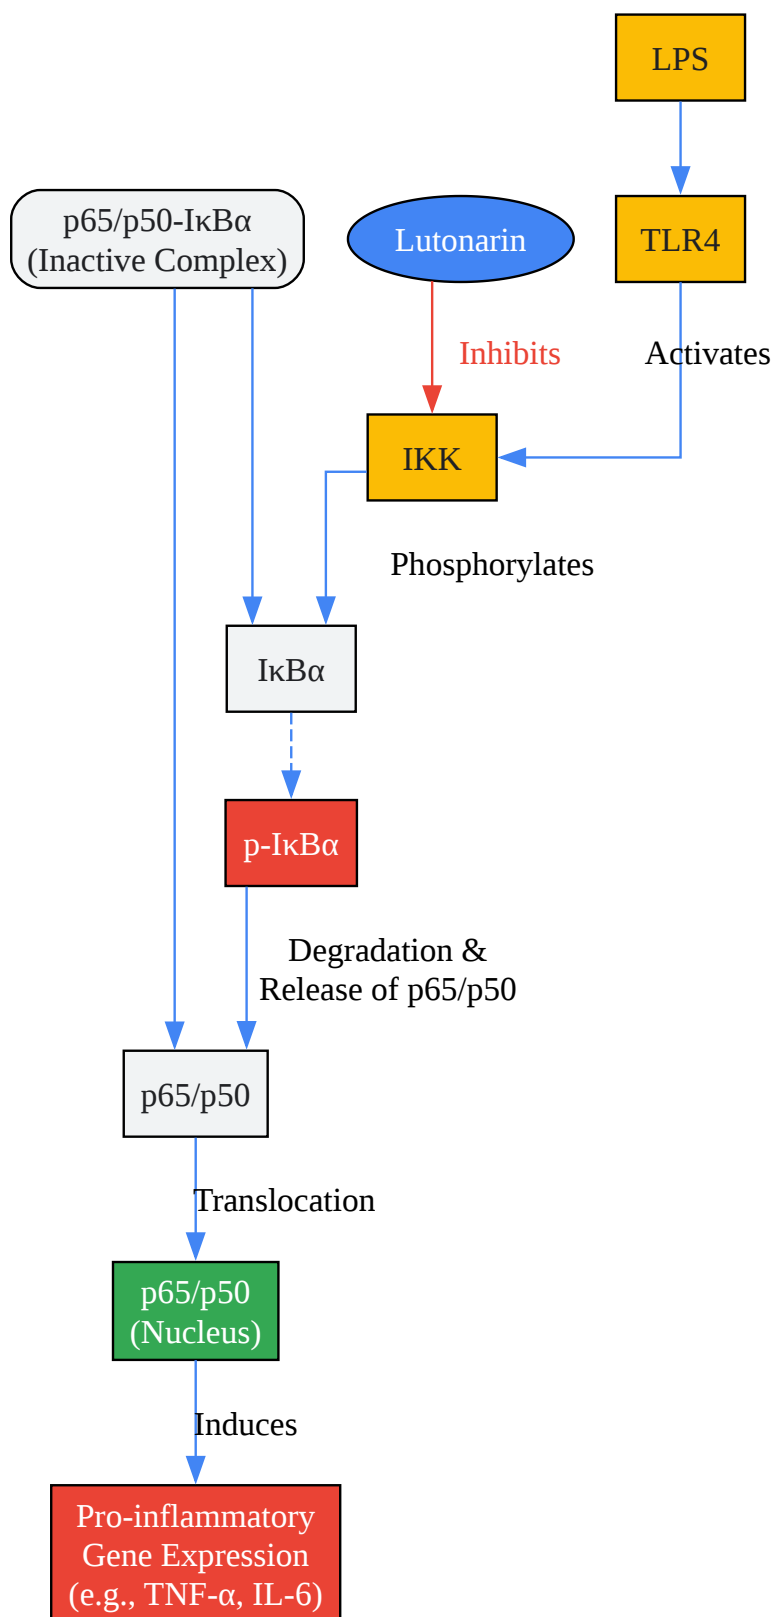 LPS
p65/p50-IκBα
(Inactive Complex)
Lutonarin
TLR4
Inhibits
Activates
IKK
Phosphorylates
IκBα
p-IκBα
Degradation &
Release of p65/p50
p65/p50
Translocation
p65/p50
(Nucleus)
Induces
Pro-inflammatory
Gene Expression
(e.g., TNF-α, IL-6)